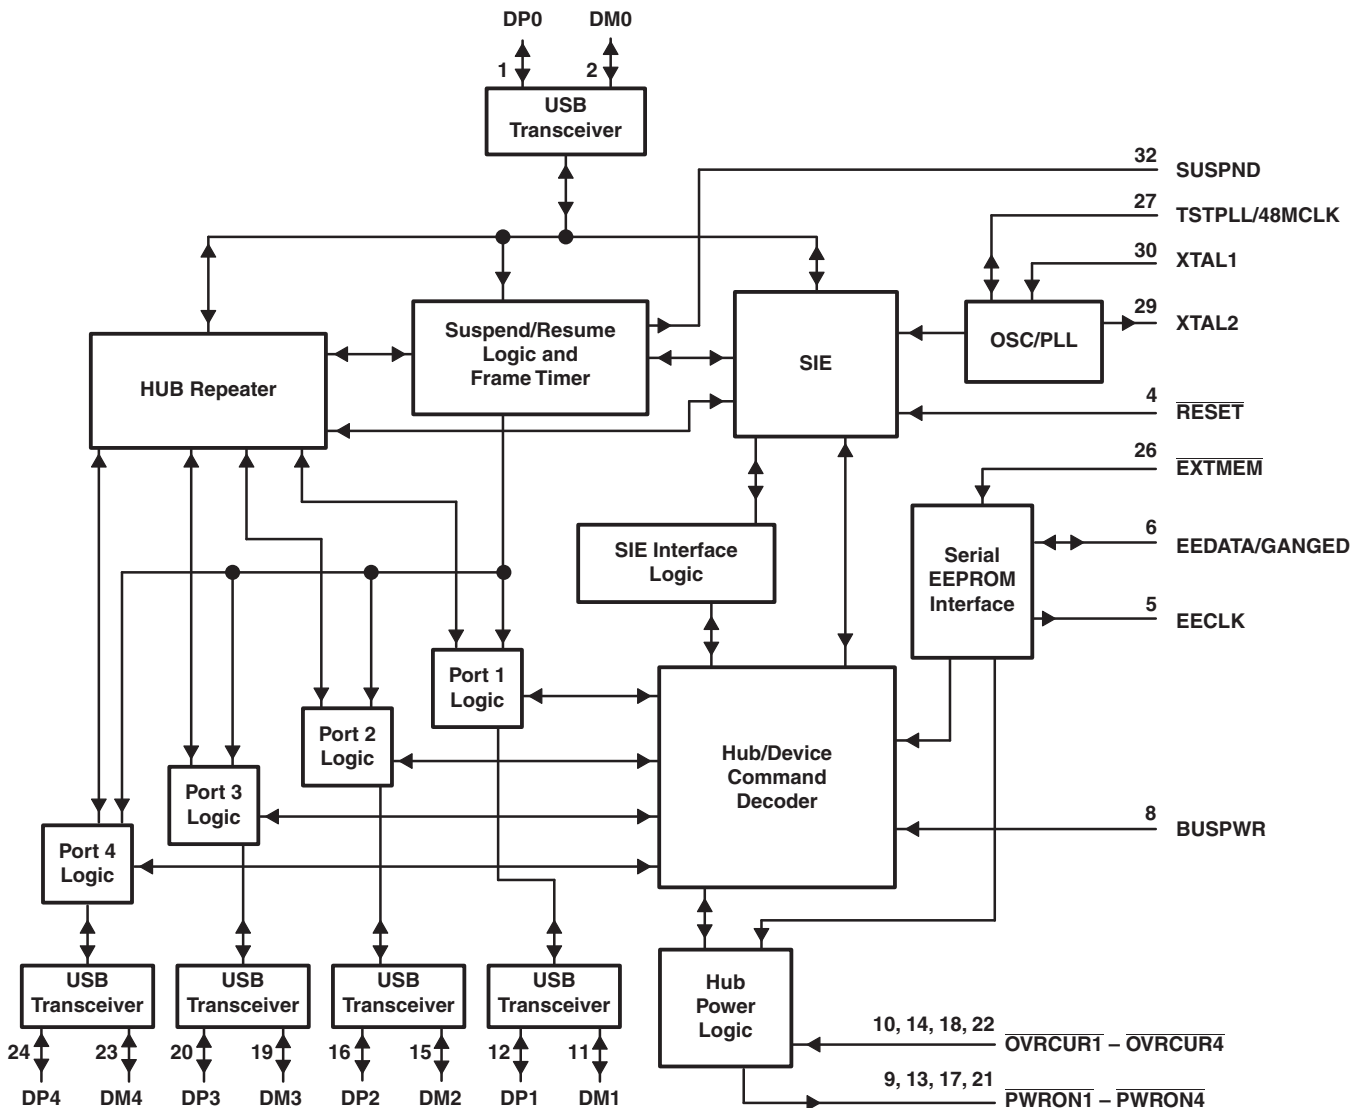 DP0 DM0
1 2
USB
Transceiver
32 SUSPND
27 TSTPLL/48MCLK
30 XTAL1
29 XTAL2
OSC/PLL
Suspend/Resume
Logic and
Frame Timer
SIE
HUB Repeater
4 RESET
26 EXTMEM
SIE Interface
Logic
Serial
EEPROM
Interface
6 EEDATA/GANGED
5 EECLK
Port 1
Logic
Port 2
Logic
Port 3
Logic
Port 4
Logic
Hub/Device
Command
Decoder
8 BUSPWR
USB
Transceiver
USB
Transceiver
USB
Transceiver
USB
Transceiver
Hub
Power
Logic
10, 14, 18, 22 OVRCUR1 – OVRCUR4
9, 13, 17, 21 PWRON1 – PWRON4
24 23 20 19 16 15 12 11
DP4 DM4 DP3 DM3 DP2 DM2 DP1 DM1